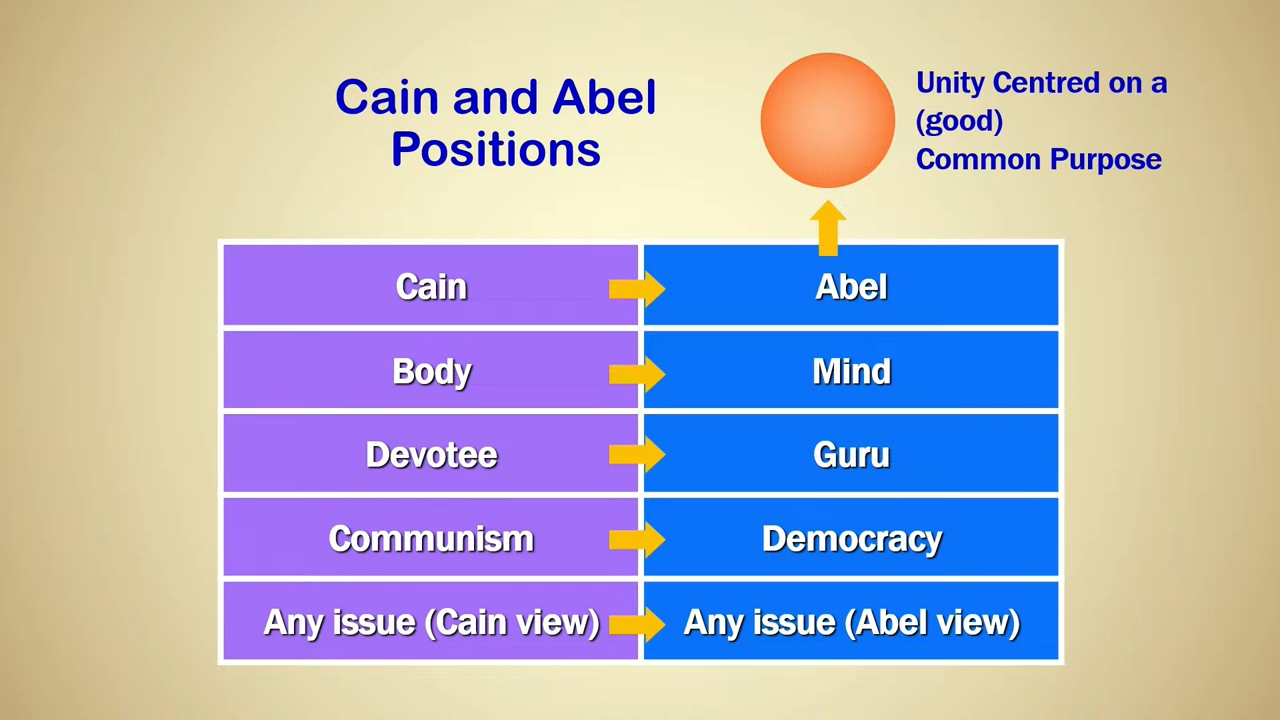 Cain and Abel
Positions
Unity Centred on a
(good)
Common Purpose
Cain
Abel
Body
Mind
Devotee
Guru
Communism
Democracy
Any issue (Cain view)
Any issue (Abel view)